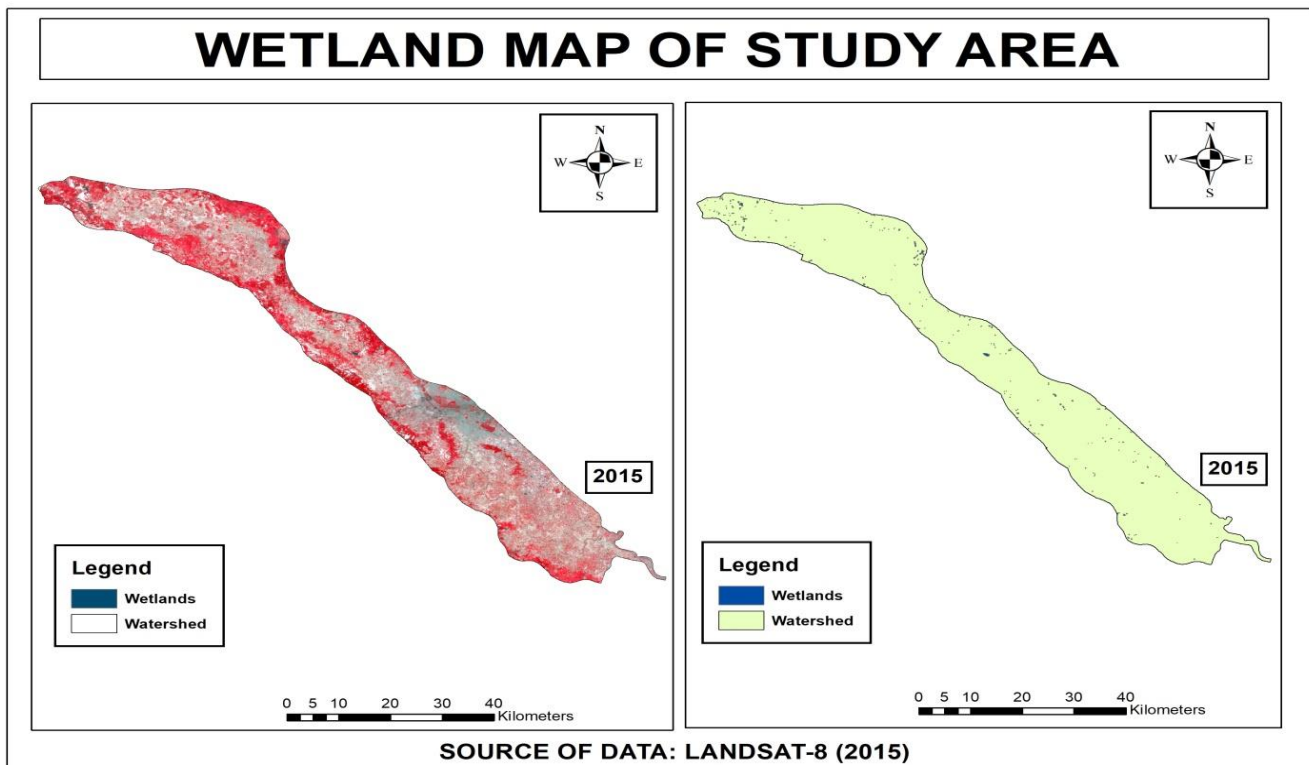 WETLAND MAP OF STUDY AREA
N
W E
S
2015
Legend
Wetlands
Watershed
0 5 10 20 30 40
Kilometers
N
W E
S
2015
Legend
Wetlands
Watershed
0 5 10 20 30 40
Kilometers
SOURCE OF DATA: LANDSAT-8 (2015)